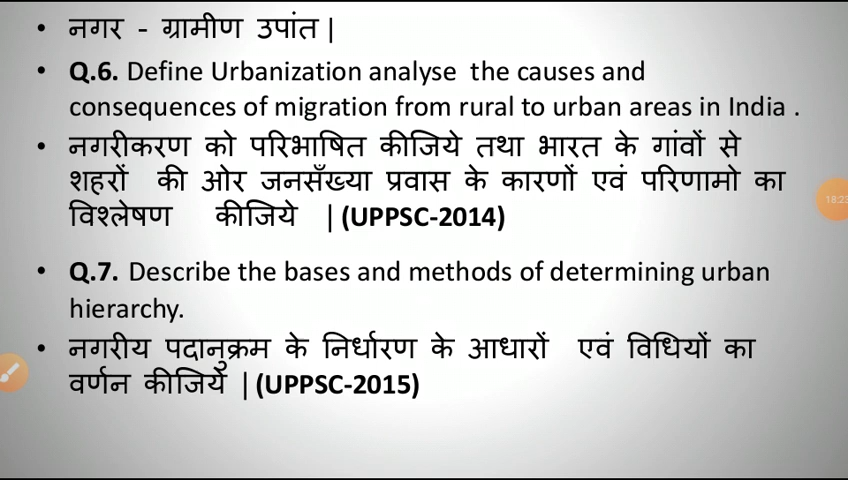 • नगर - ग्रामीण उपांत |
• Q.6. Define Urbanization analyse the causes and
consequences of migration from rural to urban areas in India .
• नगरीकरण को परिभाषित कीजिये तथा भारत के गांवों से
शहरों की ओर जनसँख्या प्रवास के कारणों एवं परिणामो का
विश्लेषण कीजिये | (UPPSC-2014)
• Q.7. Describe the bases and methods of determining urban
hierarchy.
• नगरीय पदानुक्रम के निर्धारण के आधारों एवं विधियों का
वर्णन कीजिये | (UPPSC-2015)
18:23